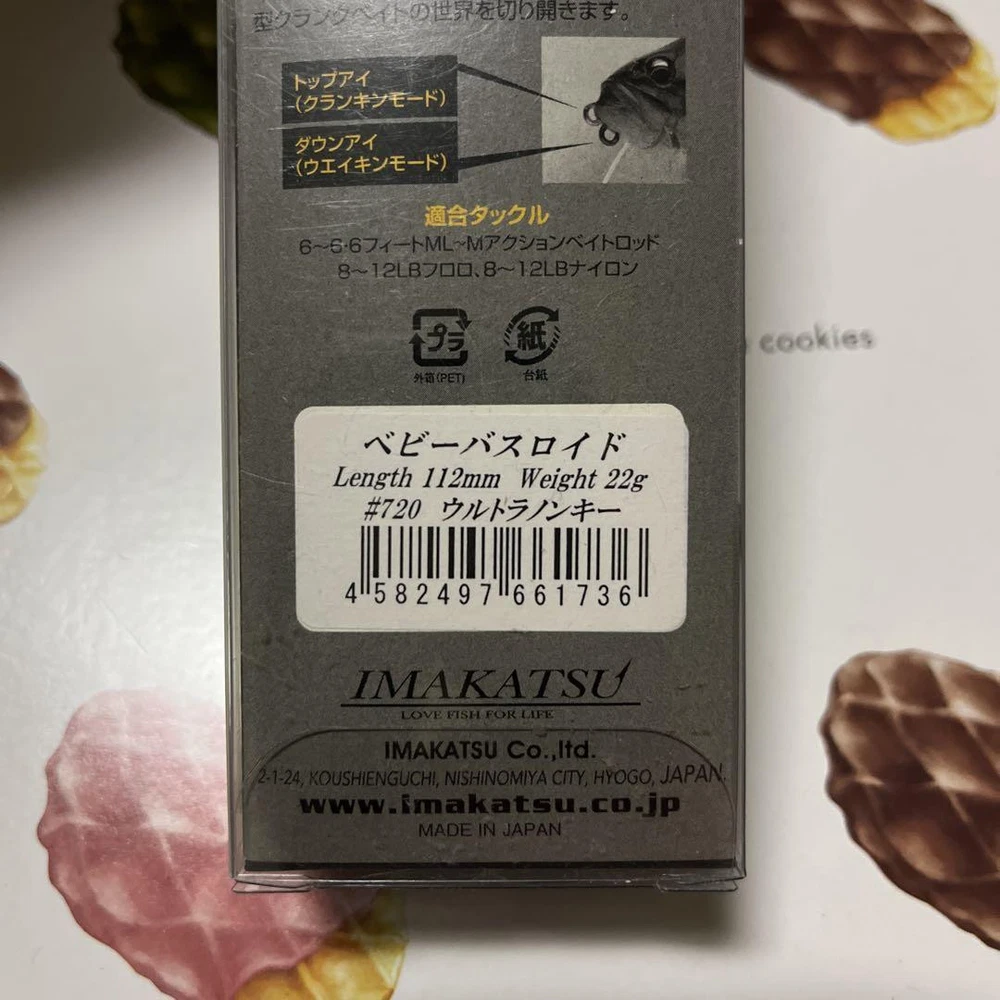 型クランクベイトの世界を切り開きます。
トップアイ
(クランキンモード)
ダウンアイ
(ウエイキンモード)
適合タックル
6～6・6フィートML～Mアクションベイトロッド
8～12LBフロロ、8～12LBナイロン
プラ
紙
外箱(PET)
台紙
cookies
ベビーバスロイド
Length 112mm Weight 22g
#720 ウルトラノンキー
4 582497 661736
IMAKATSU
LOVE FISH FOR LIFE
IMAKATSU Co.,ltd.
2-1-24, KOUSHIENGUCHI, NISHINOMIYA CITY, HYOGO, JAPAN.
www.imakatsu.co.jp
MADE IN JAPAN